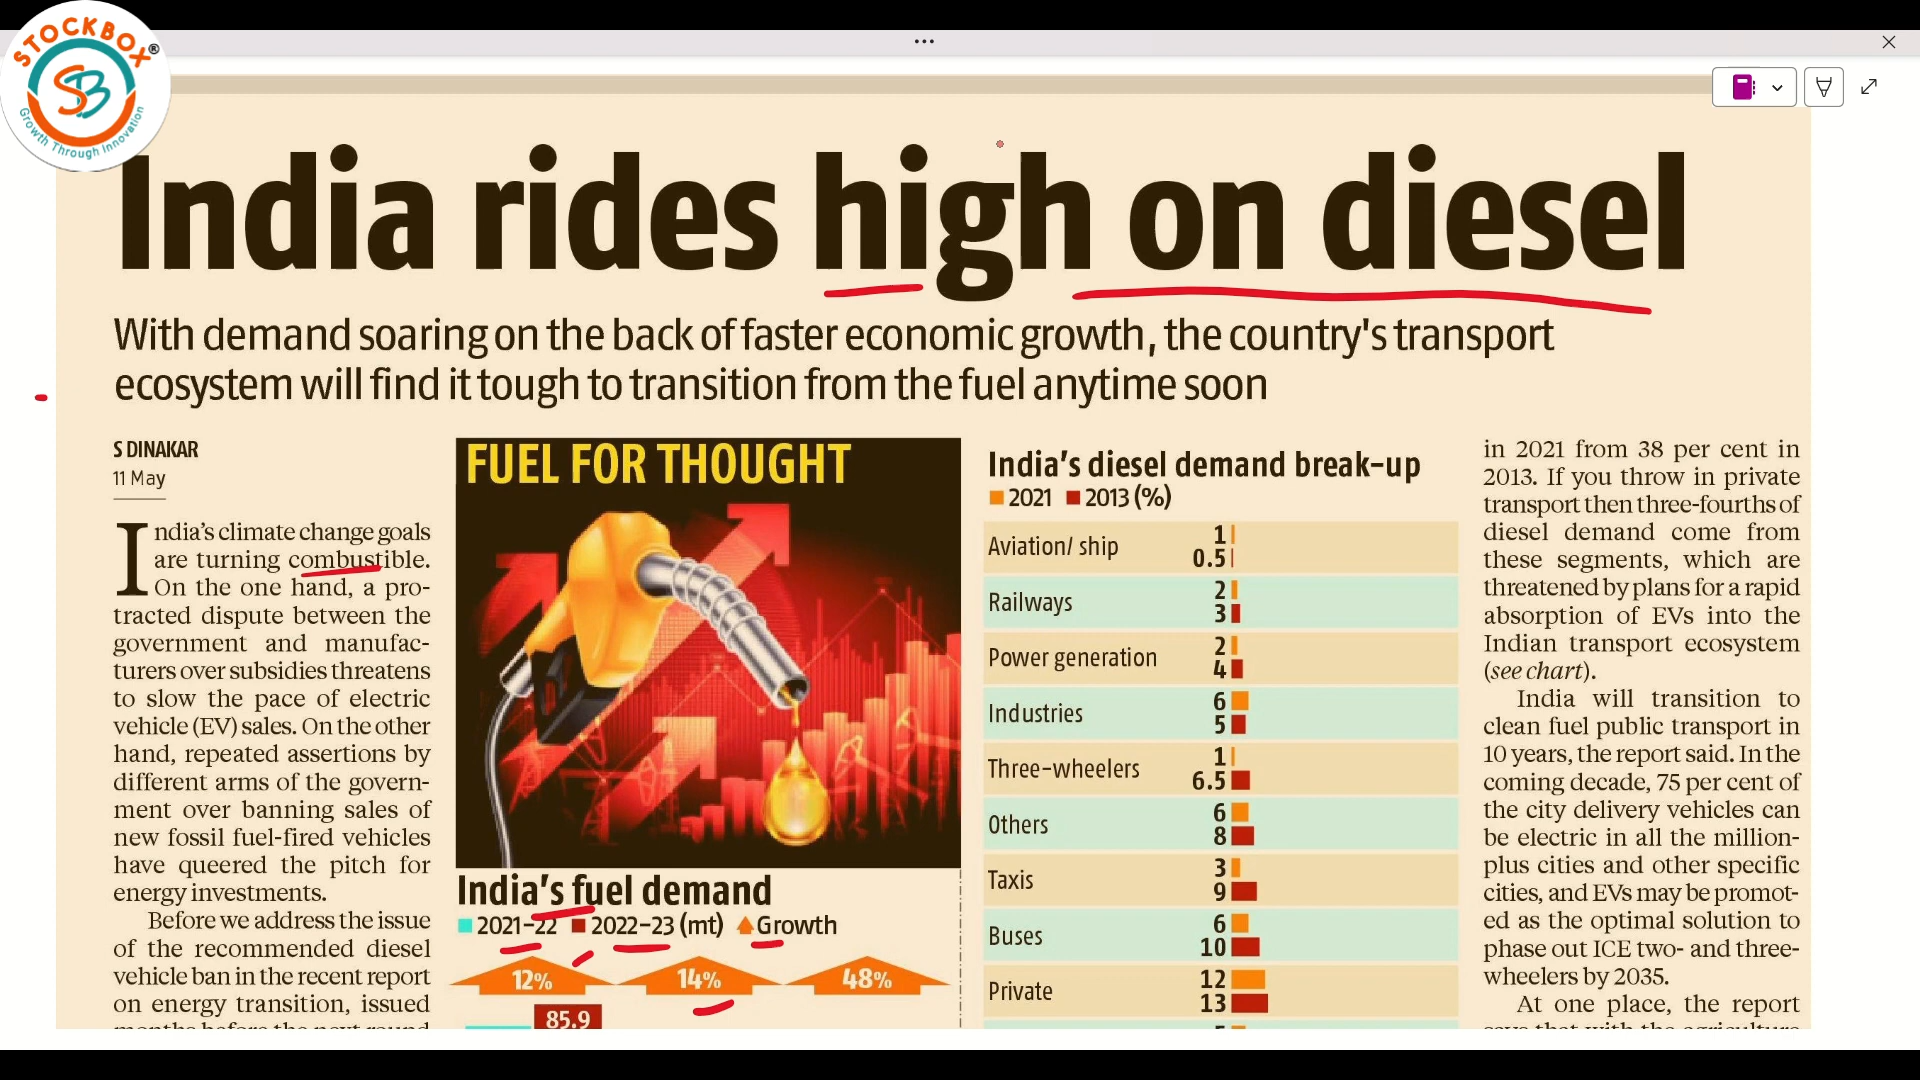 STOCKBOX®
SB
Growth Through Innovation
India rides high on diesel
With demand soaring on the back of faster economic growth, the country's transport
ecosystem will find it tough to transition from the fuel anytime soon
S DINAKAR
11 May
India's climate change goals
are turning combustible.
On the one hand, a pro-
tracted dispute between the
government and manufac-
turers over subsidies threatens
to slow the pace of electric
vehicle (EV) sales. On the other
hand, repeated assertions by
different arms of the govern-
ment over banning sales of
new fossil fuel-fired vehicles
have queered the pitch for
energy investments.
Before we address the issue
of the recommended diesel
vehicle ban in the recent report
on energy transition, issued
months before the next round
FUEL FOR THOUGHT
India's fuel demand
2021-22 2022-23 (mt) Growth
12% 14% 48%
85.9
India's diesel demand break-up
2021 2013 (%)
Aviation/ ship 1
0.5
Railways 2
3
Power generation 2
4
Industries 6
5
Three-wheelers 1
6.5
Others 6
8
Taxis 3
9
Buses 6
10
Private 12
13
in 2021 from 38 per cent in
2013. If you throw in private
transport then three-fourths of
diesel demand come from
these segments, which are
threatened by plans for a rapid
absorption of EVs into the
Indian transport ecosystem
(see chart).
India will transition to
clean fuel public transport in
10 years, the report said. In the
coming decade, 75 per cent of
the city delivery vehicles can
be electric in all the million-
plus cities and other specific
cities, and EVs may be promot-
ed as the optimal solution to
phase out ICE two- and three-
wheelers by 2035.
At one place, the report
says that with the agriculture